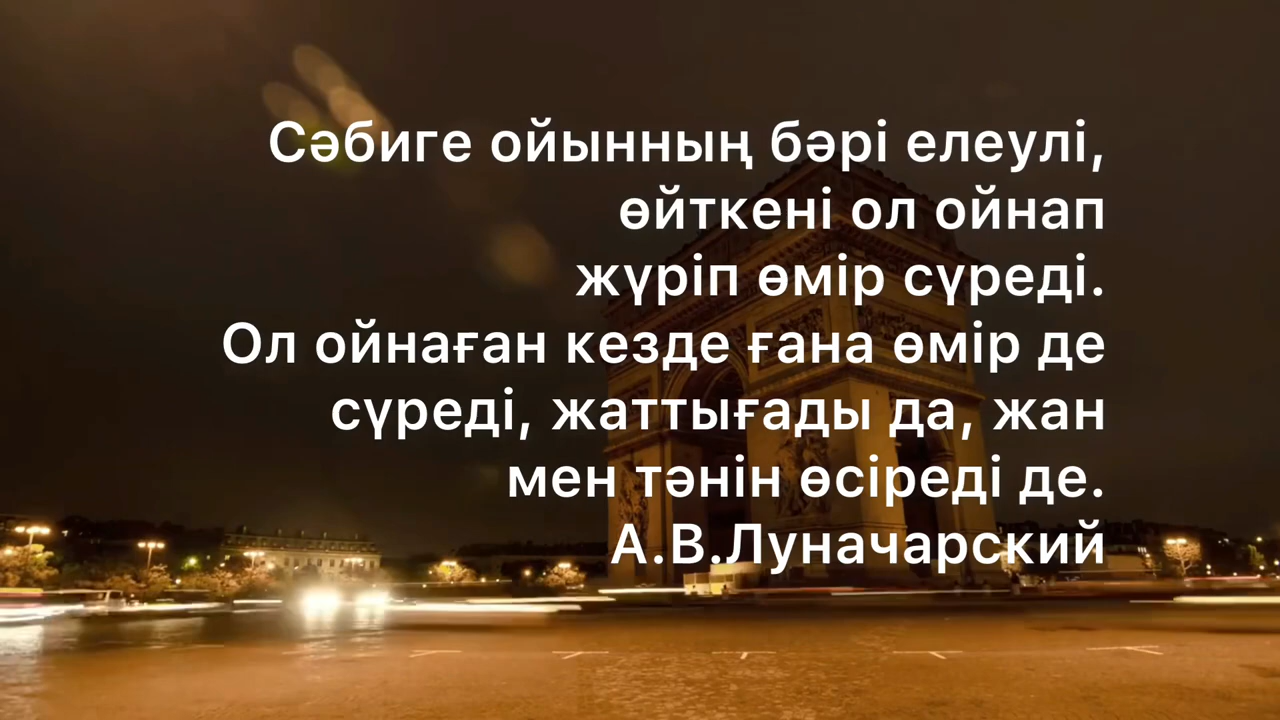 Сәбиге ойынның бәрі елеулі,
өйткені ол ойнап
жүріп өмір сүреді.
Ол ойнаған кезде ғана өмір де
сүреді, жаттығады да, жан
мен тәнін өсіреді де.
А.В.Луначарский